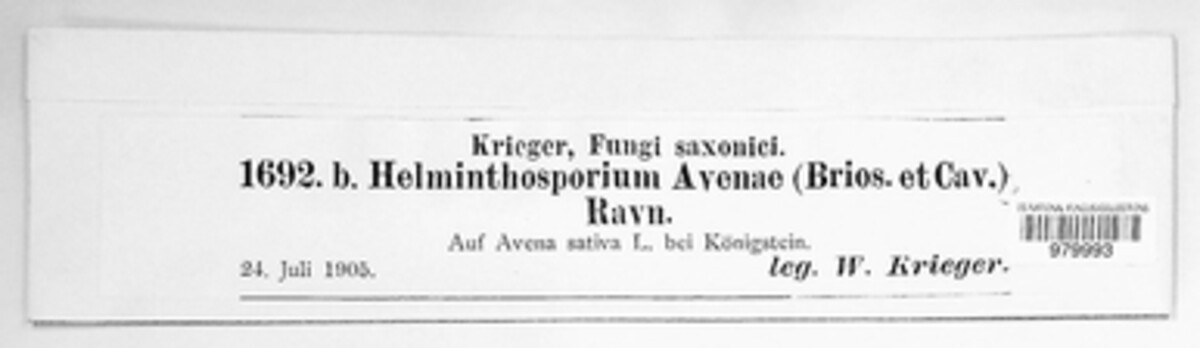 Krieger, Fungi saxonici.
1692. b. Helminthosporium Avenae (Brios. et Cav.)
Ravn.
Auf Avena sativa L. bei Königstein.
24. Juli 1905.
leg. W. Krieger.
979993